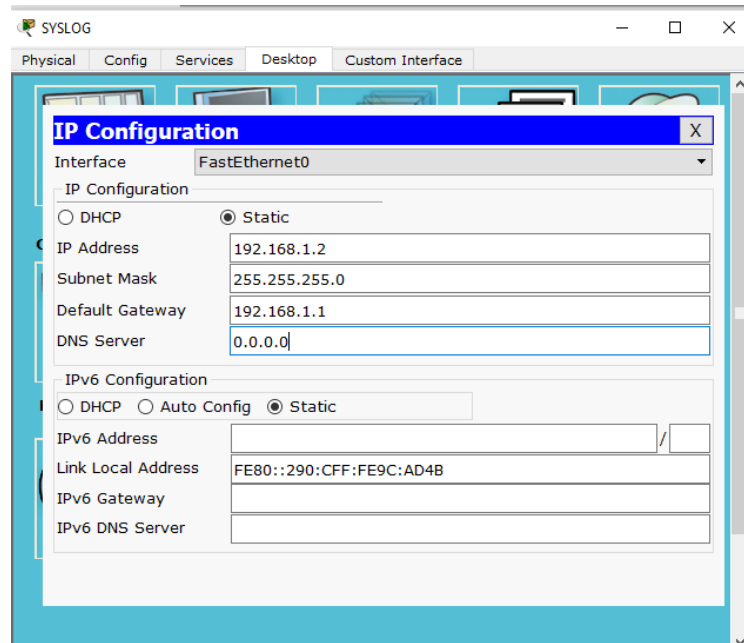 SYSLOG
Physical Config Services Desktop Custom Interface
IP Configuration X
Interface FastEthernet0
IP Configuration
DHCP Static
IP Address 192.168.1.2
Subnet Mask 255.255.255.0
Default Gateway 192.168.1.1
DNS Server 0.0.0.0
IPv6 Configuration
DHCP Auto Config Static
IPv6 Address /
Link Local Address FE80::290:CFF:FE9C:AD4B
IPv6 Gateway
IPv6 DNS Server